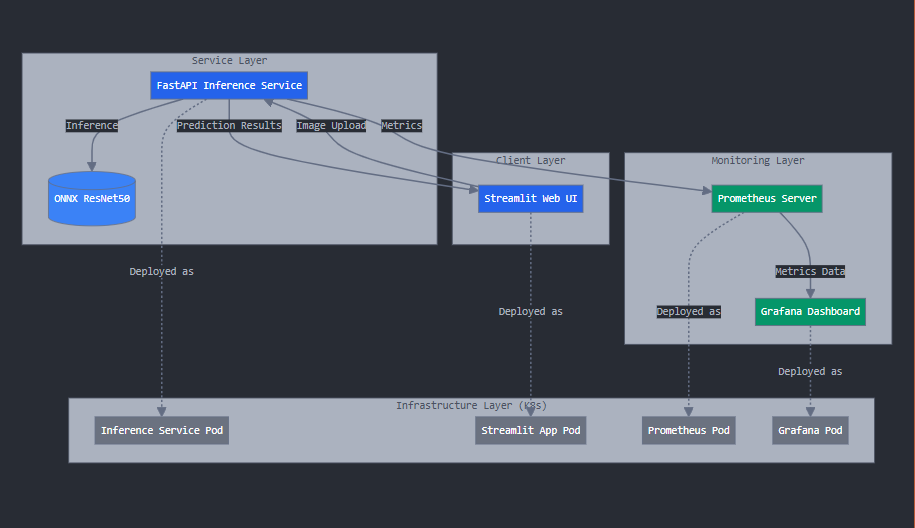 Service Layer
FastAPI Inference Service
Inference
Prediction Results
Image Upload
Metrics
ONNX ResNet50
Client Layer
Streamlit Web UI
Monitoring Layer
Prometheus Server
Metrics Data
Grafana Dashboard
Deployed as
Deployed as
Deployed as
Deployed as
Infrastructure Layer (K8s)
Inference Service Pod
Streamlit App Pod
Prometheus Pod
Grafana Pod